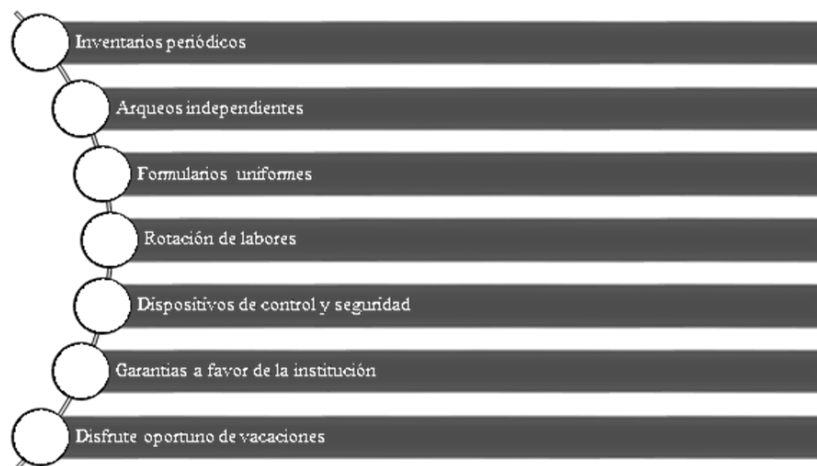 Inventarios periódicos
Arqueos independientes
Formularios uniformes
Rotación de labores
Dispositivos de control y seguridad
Garantias a favor de la institución
Disfrute oportuno de vacaciones